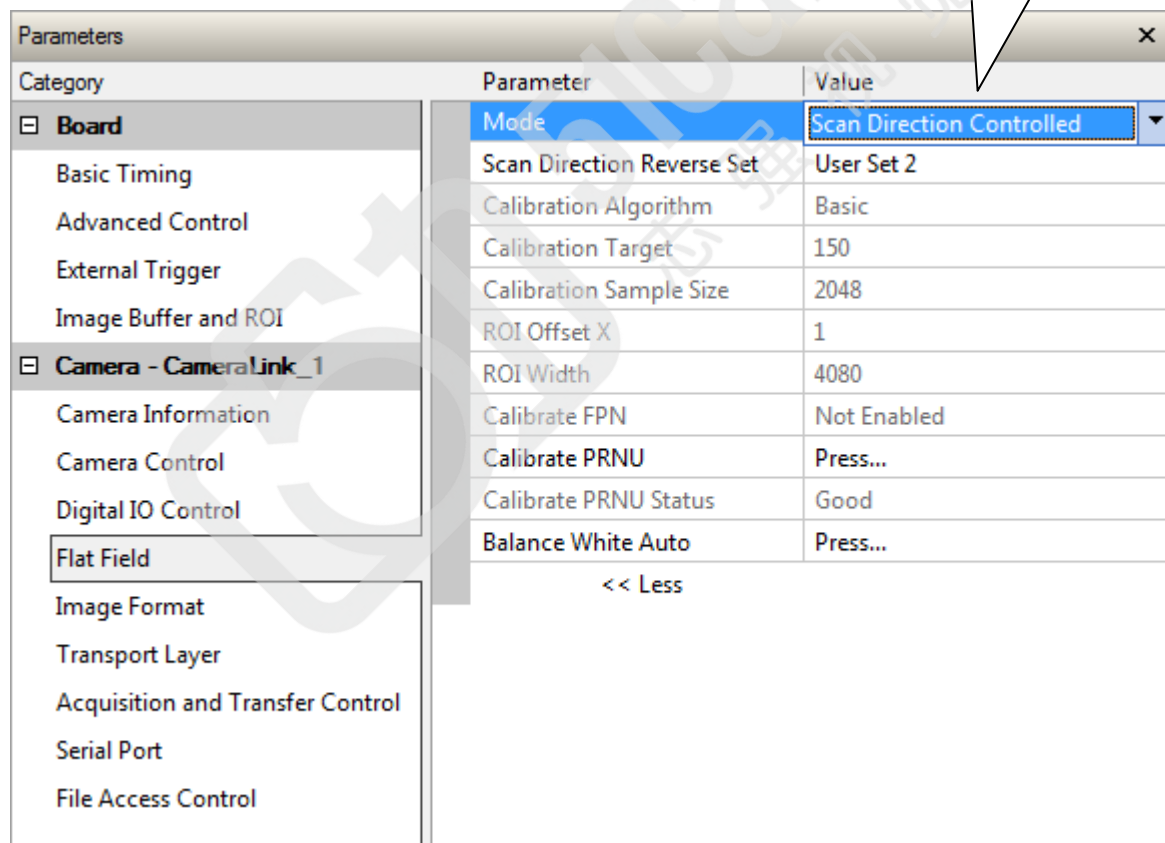 Parameters
Category
Parameter Value
Board
Basic Timing
Advanced Control
External Trigger
Image Buffer and ROI
Camera - CameraLink_1
Camera Information
Camera Control
Digital IO Control
Flat Field
Image Format
Transport Layer
Acquisition and Transfer Control
Serial Port
File Access Control
Mode Scan Direction Controlled
Scan Direction Reverse Set User Set 2
Calibration Algorithm Basic
Calibration Target 150
Calibration Sample Size 2048
ROI Offset X 1
ROI Width 4080
Calibrate FPN Not Enabled
Calibrate PRNU Press...
Calibrate PRNU Status Good
Balance White Auto Press...
<< Less
志强视